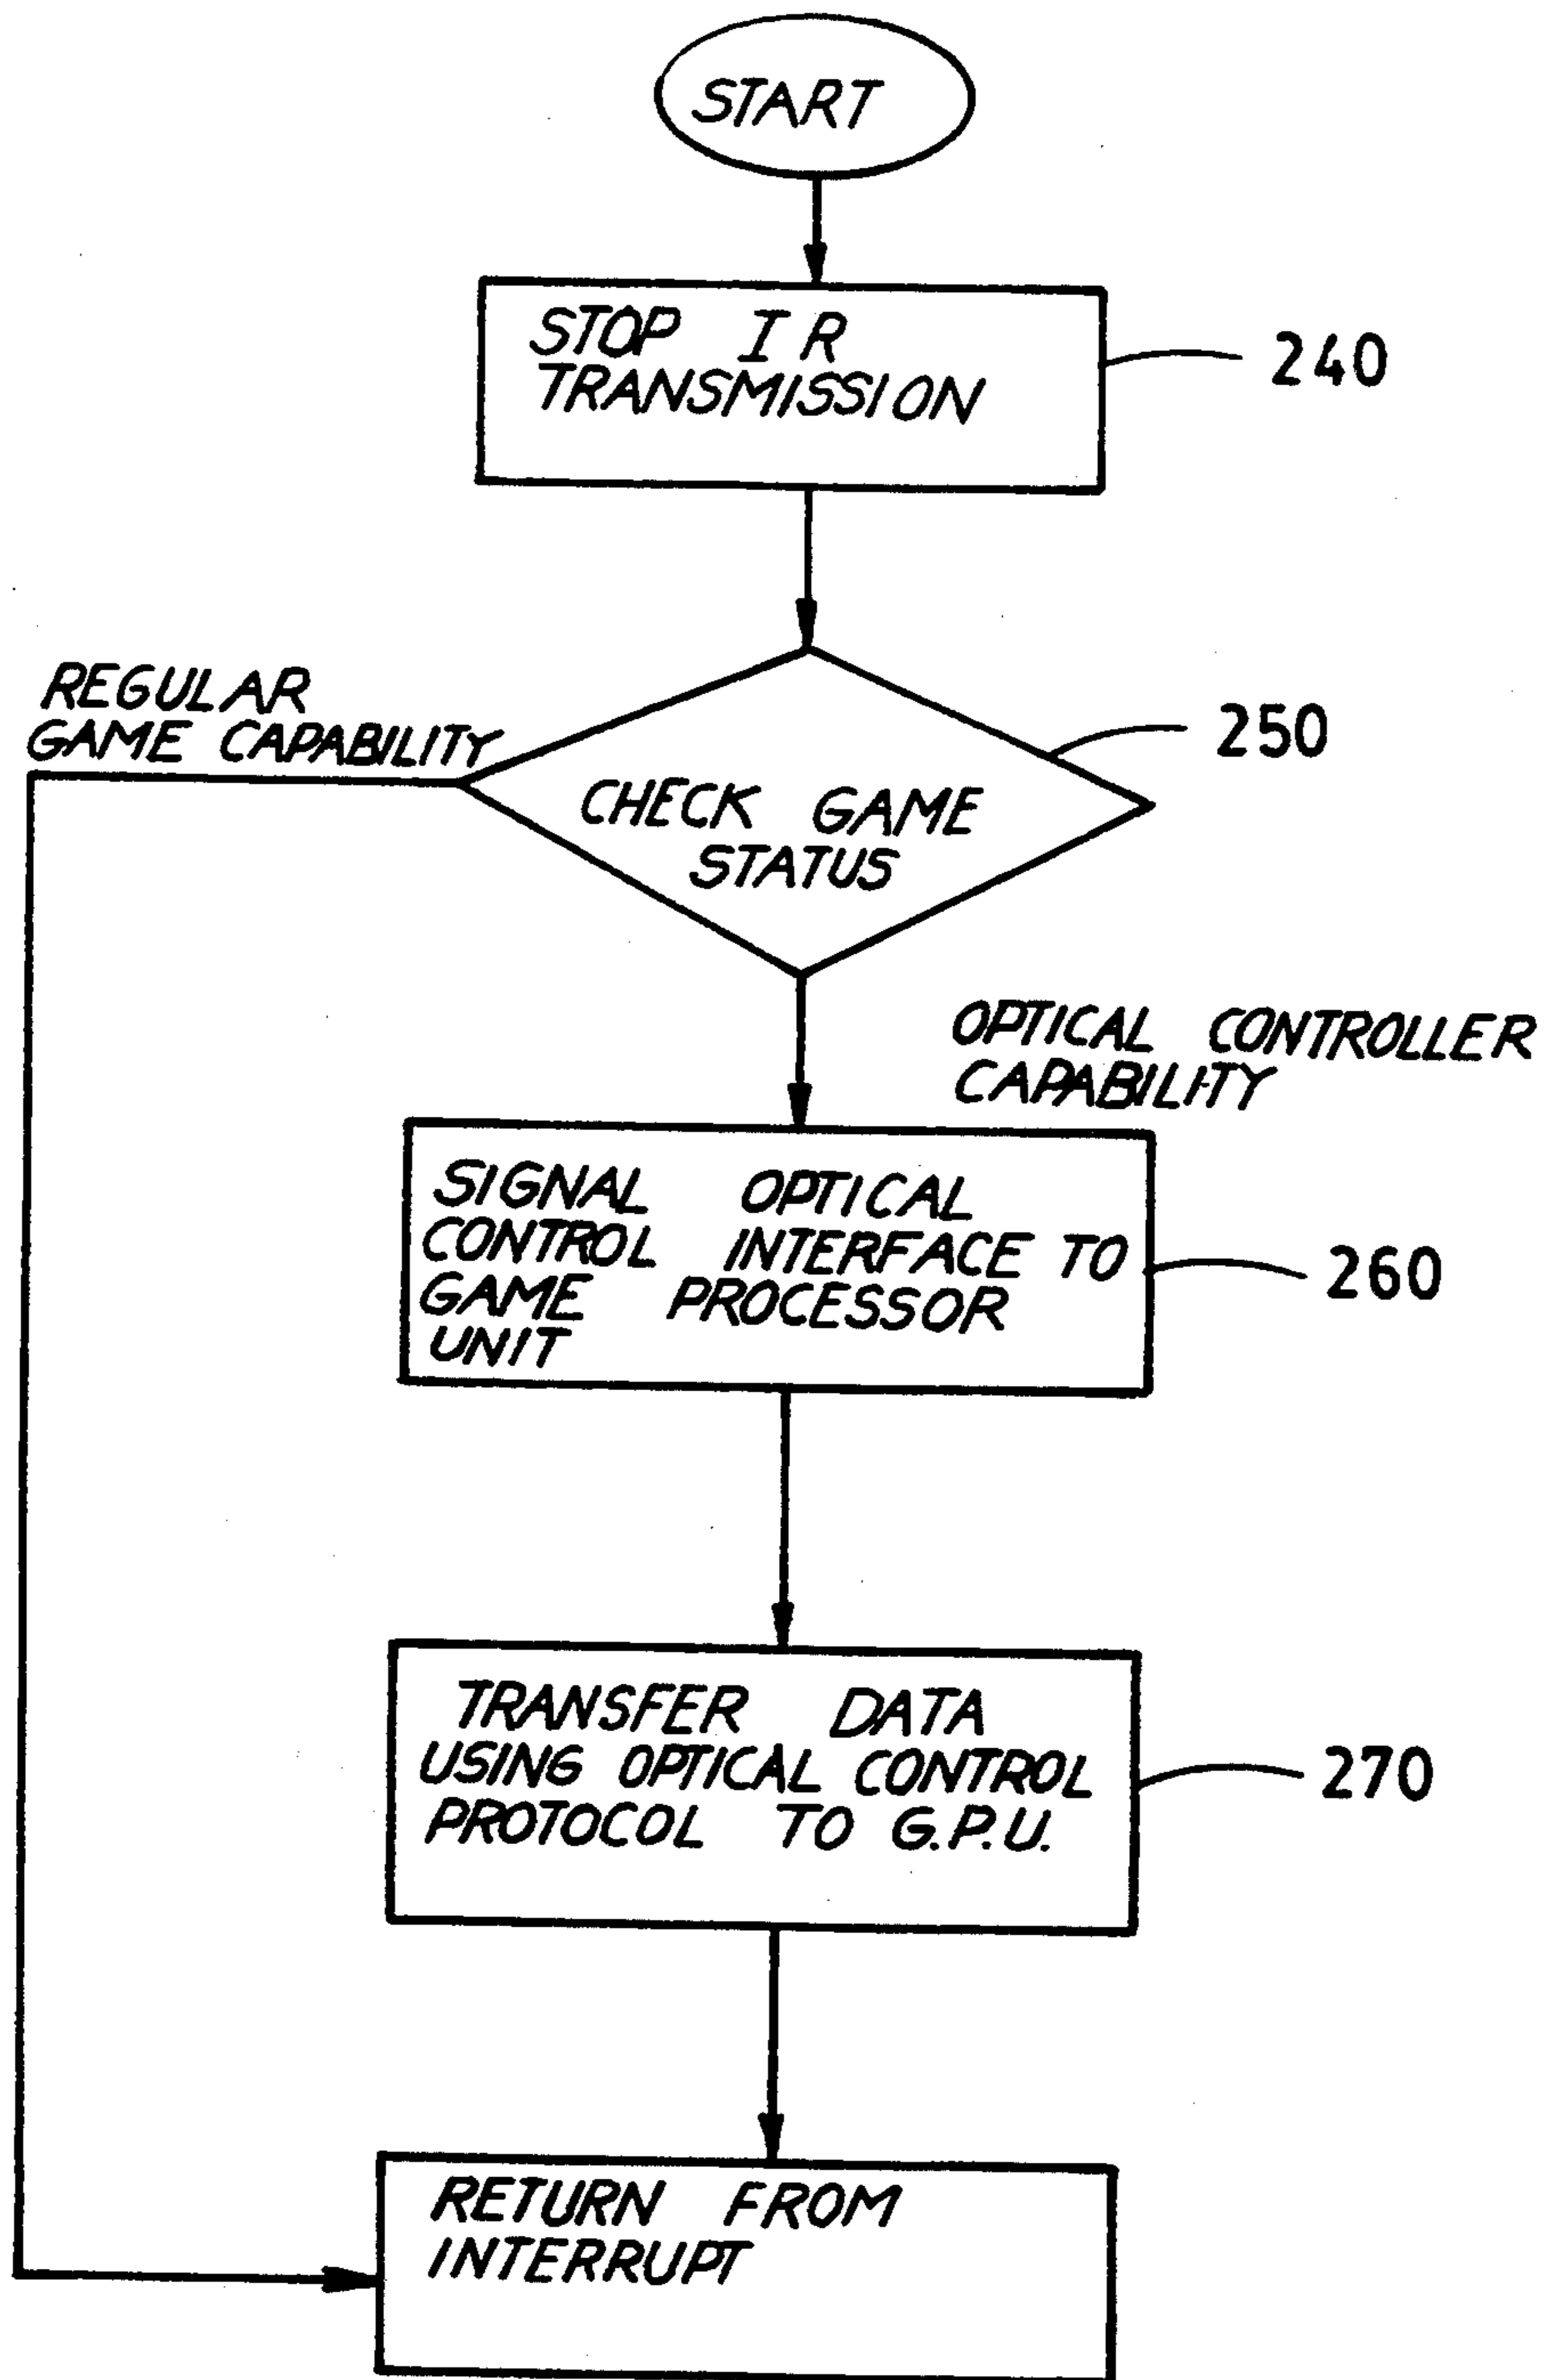 START
STOP IR
TRANSMISSION
240
REGULAR
GAME CAPABILITY
250
CHECK GAME
STATUS
OPTICAL CONTROLLER
CAPABILITY
SIGNAL OPTICAL
CONTROL INTERFACE TO
GAME PROCESSOR
UNIT
260
TRANSFER DATA
USING OPTICAL CONTROL
PROTOCOL TO G.P.U.
270
RETURN FROM
INTERRUPT